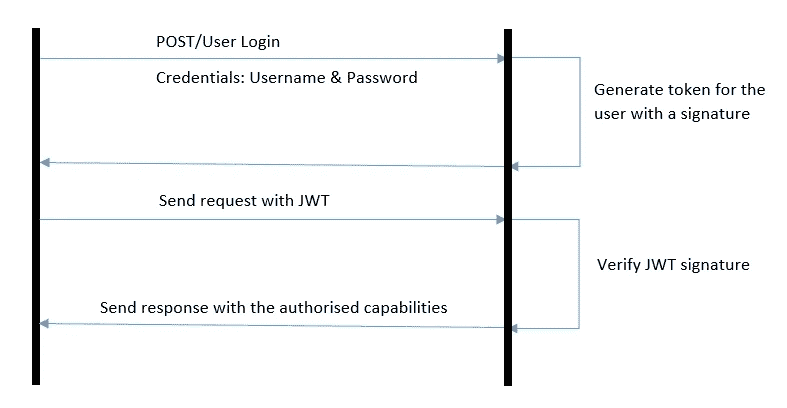 POST/User Login
Credentials: Username & Password
Generate token for the
user with a signature
Send request with JWT
Verify JWT signature
Send response with the authorised capabilities